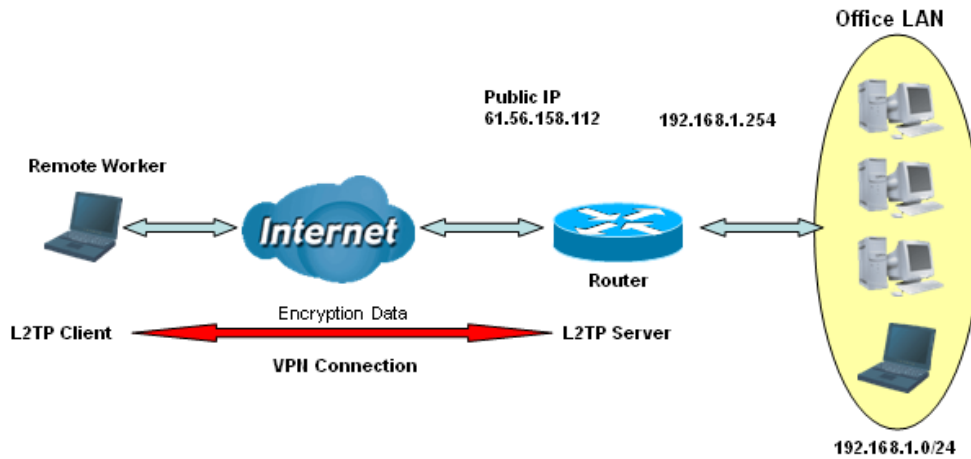 Office LAN
Public IP
61.56.158.112
192.168.1.254
Remote Worker
Internet
Router
Encryption Data
L2TP Client
L2TP Server
VPN Connection
192.168.1.0/24